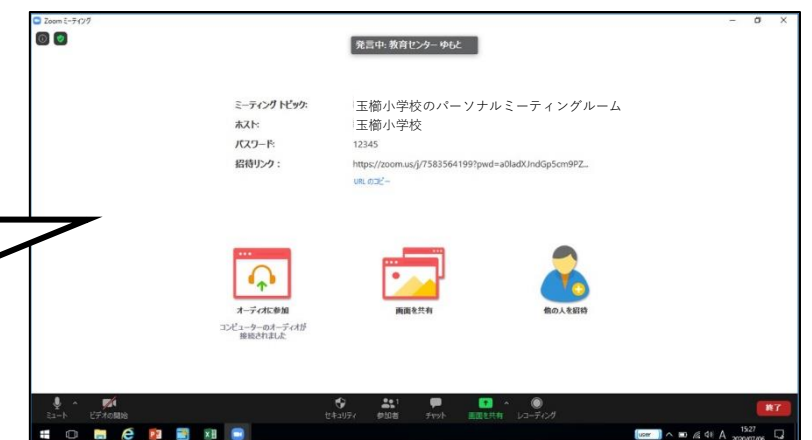 Zoom ミーティング
発言中: 教育センター ゆもと
ミーティング トピック: 玉櫛小学校のパーソナルミーティングルーム
ホスト: 玉櫛小学校
パスワード: 12345
招待リンク: https://zoom.us/j/7583564199?pwd=a0ladXJndGp5cm9PZ...
URL のコピー
オーディオに参加 画面を共有 他の人を招待
コンピューターのオーディオが
接続されました
ミュート ビデオの開始 セキュリティ 参加者 1 チャット 画面を共有 レコーディング 終了
user A 15:27
2020/07/06